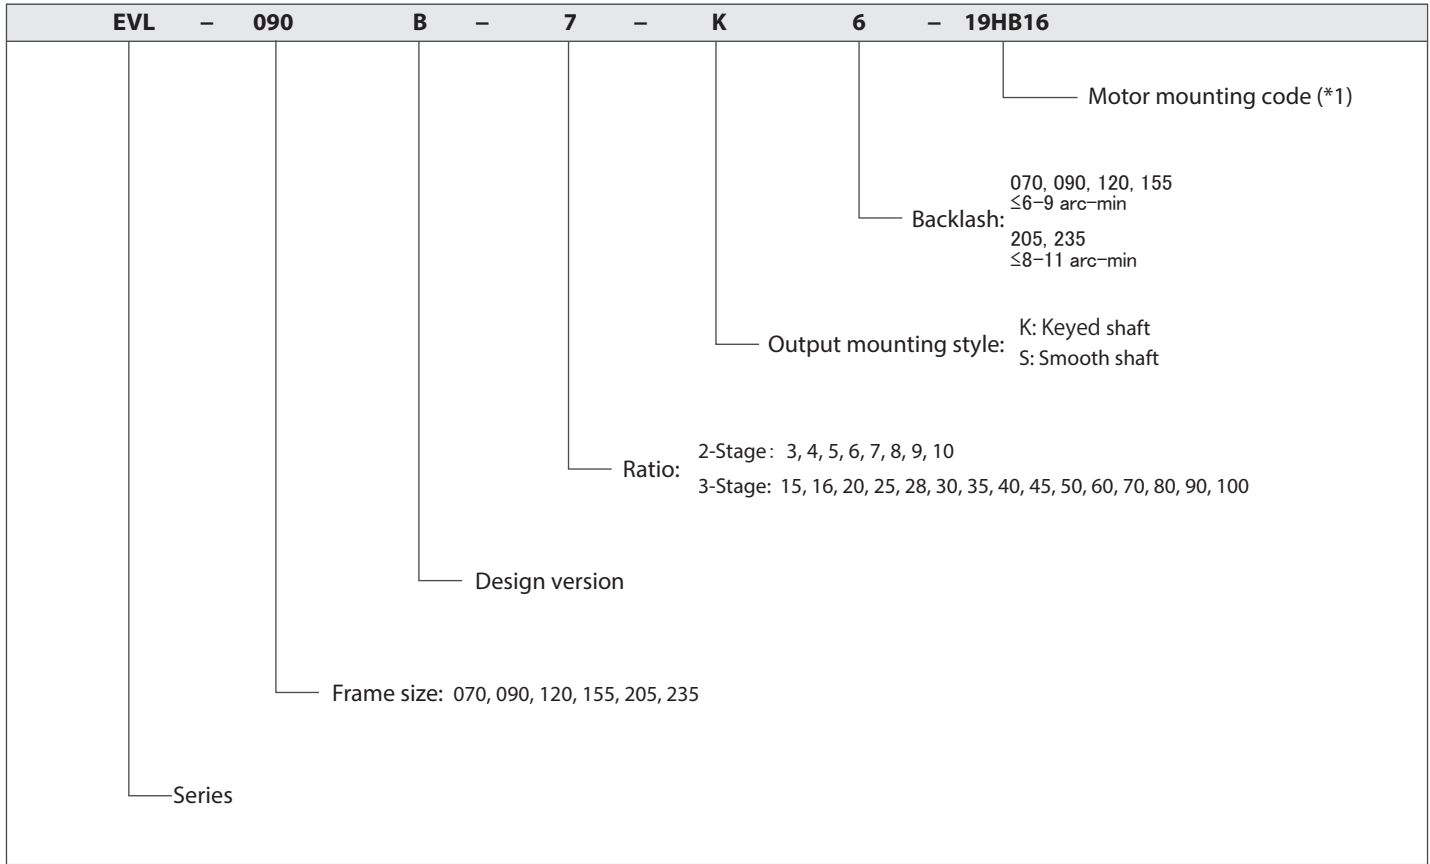 EVL – 090 B – 7 – K 6 – 19HB16
Motor mounting code (*1)
Backlash:
070, 090, 120, 155
≤6-9 arc-min
205, 235
≤8-11 arc-min
Output mounting style:
K: Keyed shaft
S: Smooth shaft
Ratio:
2-Stage: 3, 4, 5, 6, 7, 8, 9, 10
3-Stage: 15, 16, 20, 25, 28, 30, 35, 40, 45, 50, 60, 70, 80, 90, 100
Design version
Frame size: 070, 090, 120, 155, 205, 235
Series